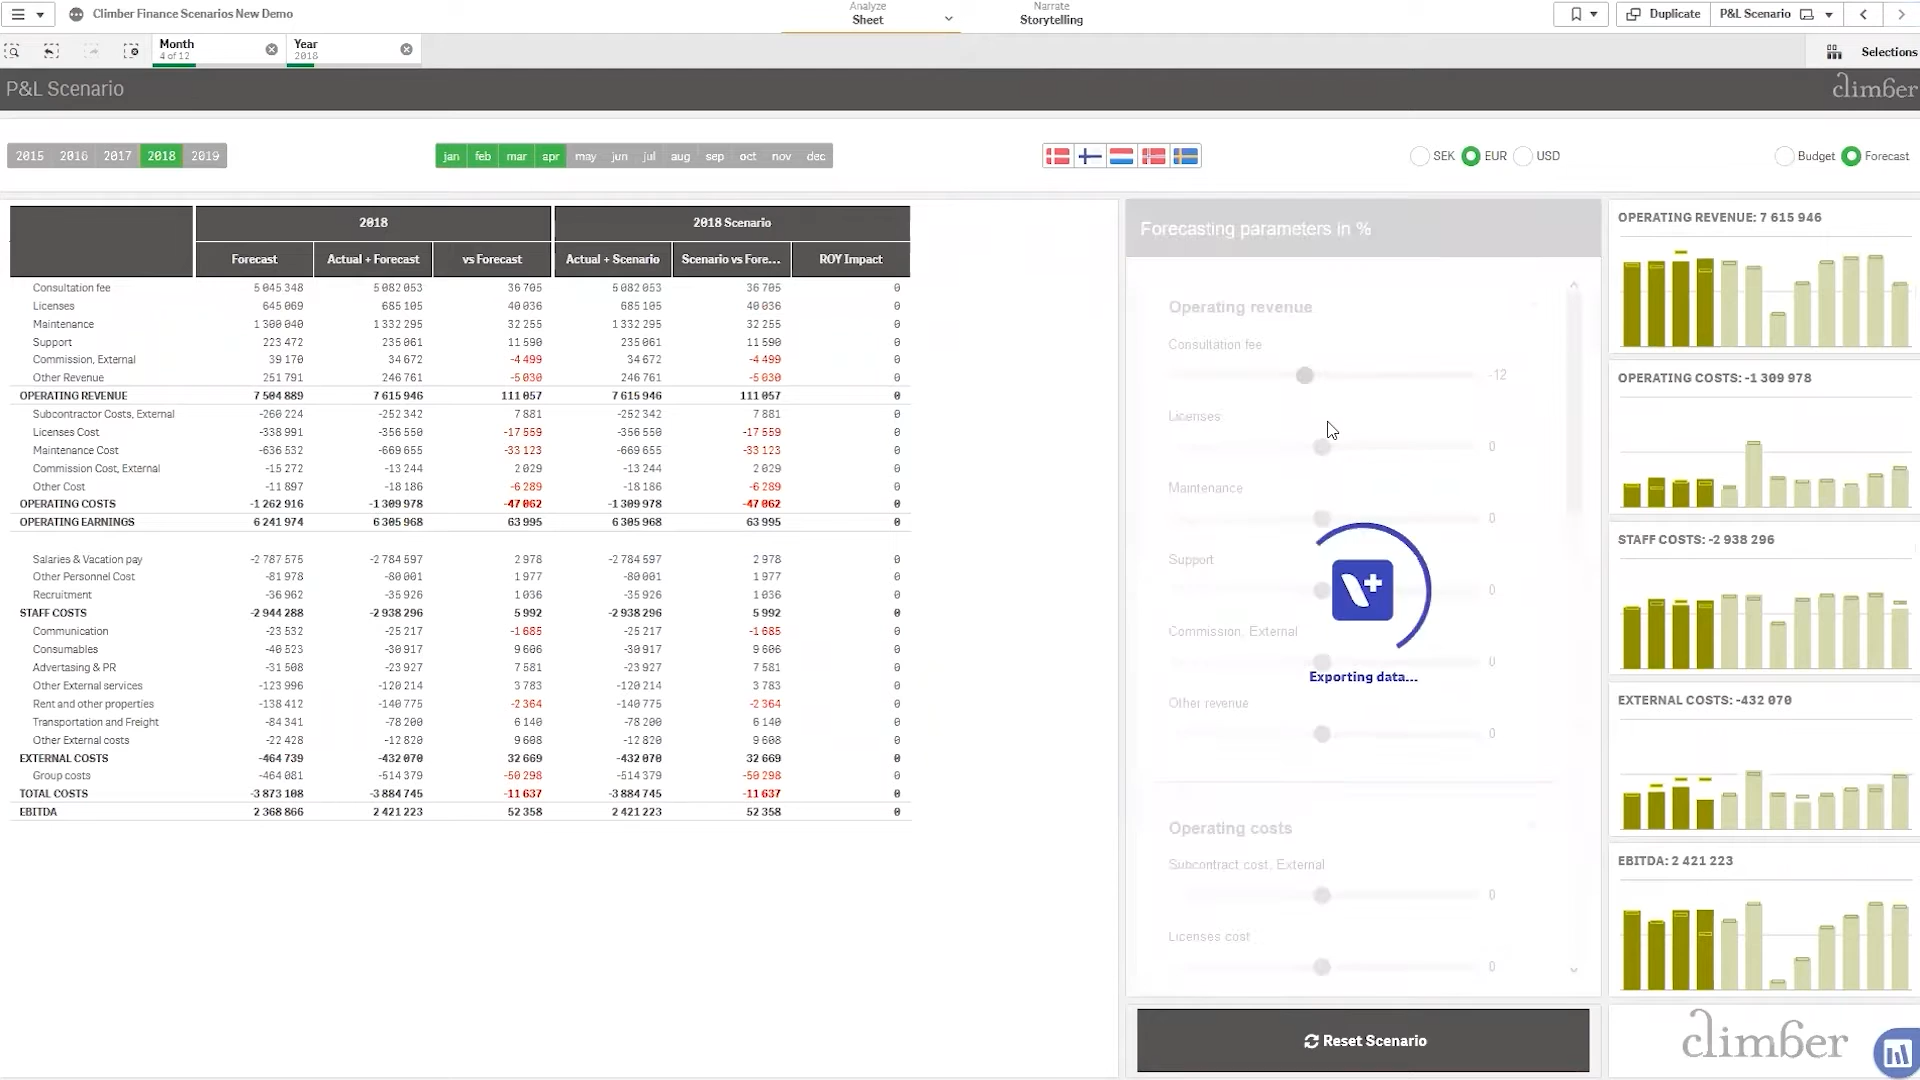 Climber Finance Scenarios New Demo
Analyze
Sheet
Narrate
Storytelling
Duplicate
P&L Scenario
Month
4 of 12
Year
2018
Selections
P&L Scenario
climber
2015 2016 2017 2018 2019
jan feb mar apr may jun jul aug sep oct nov dec
SEK EUR USD
Budget Forecast
2018 2018 Scenario
Forecast Actual + Forecast vs Forecast Actual + Scenario Scenario vs Fore... ROY Impact
Consultation fee 5 045 348 5 082 053 36 705 5 082 053 36 705 0
Licenses 645 069 685 105 40 036 685 105 40 036 0
Maintenance 1 300 040 1 332 295 32 255 1 332 295 32 255 0
Support 223 472 235 061 11 590 235 061 11 590 0
Commission, External 39 170 34 672 -4 499 34 672 -4 499 0
Other Revenue 251 791 246 761 -5 030 246 761 -5 030 0
OPERATING REVENUE 7 504 889 7 615 946 111 057 7 615 946 111 057 0
Subcontractor Costs, External -260 224 -252 342 7 881 -252 342 7 881 0
Licenses Cost -338 991 -356 550 -17 559 -356 550 -17 559 0
Maintenance Cost -636 532 -669 655 -33 123 -669 655 -33 123 0
Commission Cost, External -15 272 -13 244 2 029 -13 244 2 029 0
Other Cost -11 897 -18 186 -6 289 -18 186 -6 289 0
OPERATING COSTS -1 262 916 -1 309 978 -47 062 -1 309 978 -47 062 0
OPERATING EARNINGS 6 241 974 6 305 968 63 995 6 305 968 63 995 0
Salaries & Vacation pay -2 787 575 -2 784 597 2 978 -2 784 597 2 978 0
Other Personnel Cost -81 978 -80 001 1 977 -80 001 1 977 0
Recruitment -36 962 -35 926 1 036 -35 926 1 036 0
STAFF COSTS -2 944 288 -2 938 296 5 992 -2 938 296 5 992 0
Communication -23 532 -25 217 -1 685 -25 217 -1 685 0
Consumables -40 523 -30 917 9 606 -30 917 9 606 0
Advertasing & PR -31 508 -23 927 7 581 -23 927 7 581 0
Other External services -123 996 -120 214 3 783 -120 214 3 783 0
Rent and other properties -138 412 -140 775 -2 364 -140 775 -2 364 0
Transportation and Freight -84 341 -78 200 6 140 -78 200 6 140 0
Other External costs -22 428 -12 820 9 608 -12 820 9 608 0
EXTERNAL COSTS -464 739 -432 070 32 669 -432 070 32 669 0
Group costs -464 081 -514 379 -50 298 -514 379 -50 298 0
TOTAL COSTS -3 873 108 -3 884 745 -11 637 -3 884 745 -11 637 0
EBITDA 2 368 866 2 421 223 52 358 2 421 223 52 358 0
Forecasting parameters in %
Operating revenue
Consultation fee
-12
Licenses
0
Maintenance
0
Support
0
Commission, External
0
Exporting data...
Other revenue
0
Operating costs
Subcontract cost, External
0
Licenses cost
0
Reset Scenario
OPERATING REVENUE: 7 615 946
OPERATING COSTS: -1 309 978
STAFF COSTS: -2 938 296
EXTERNAL COSTS: -432 070
EBITDA: 2 421 223
climber